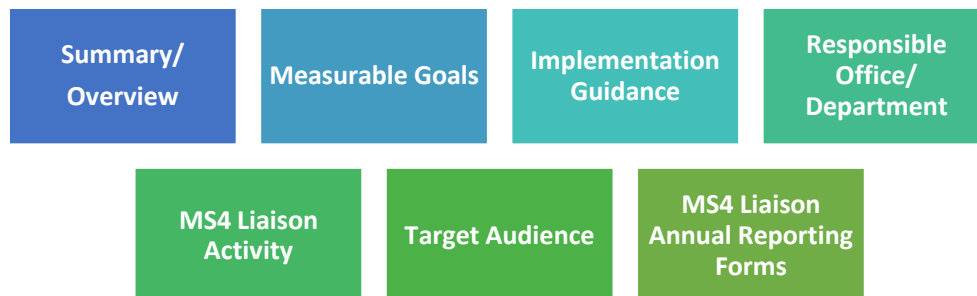 Summary/
Overview
Measurable Goals
Implementation
Guidance
Responsible
Office/
Department
MS4 Liaison
Activity
Target Audience
MS4 Liaison
Annual Reporting
Forms